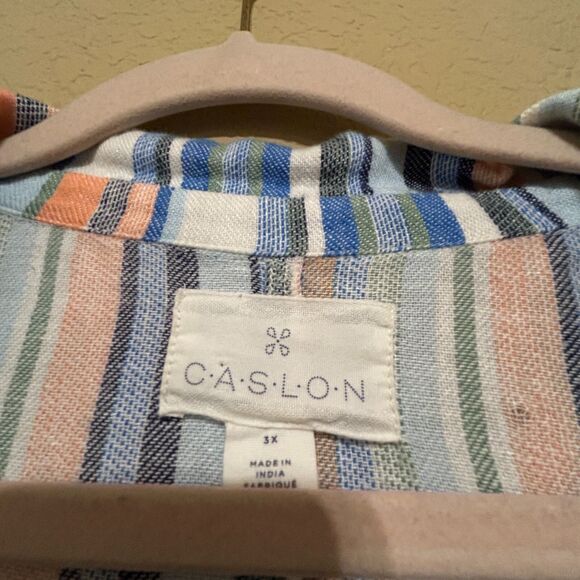 C·A·S·L·O·N
3X
MADE IN
INDIA
FABRIQUÉ